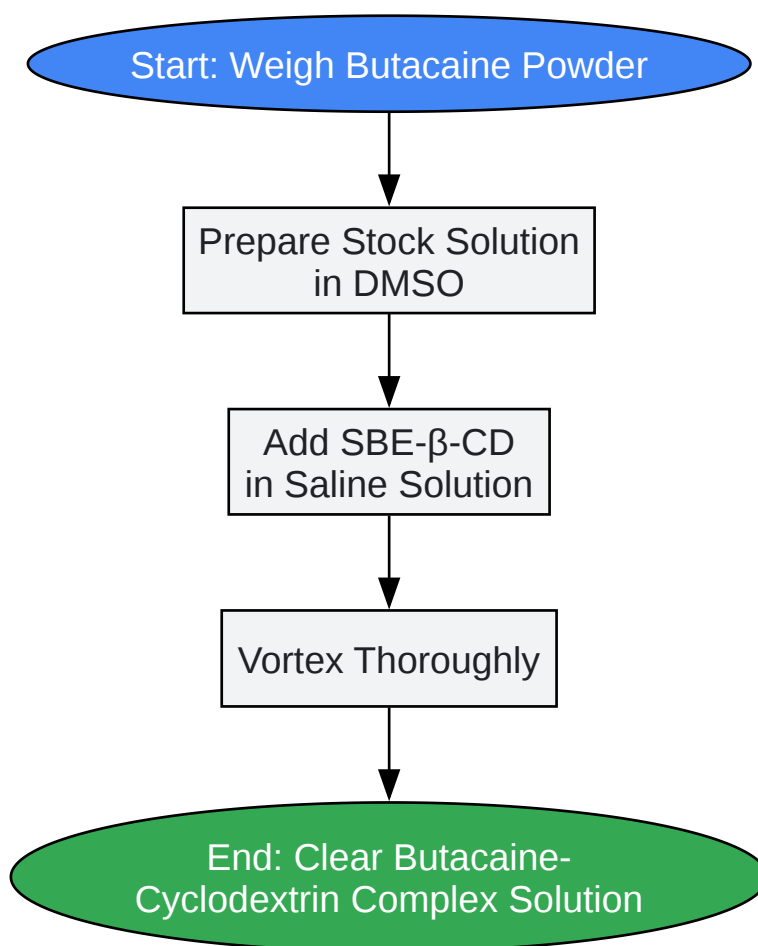 Start: Weigh Butacaine Powder
Prepare Stock Solution
in DMSO
Add SBE-β-CD
in Saline Solution
Vortex Thoroughly
End: Clear Butacaine-
Cyclodextrin Complex Solution